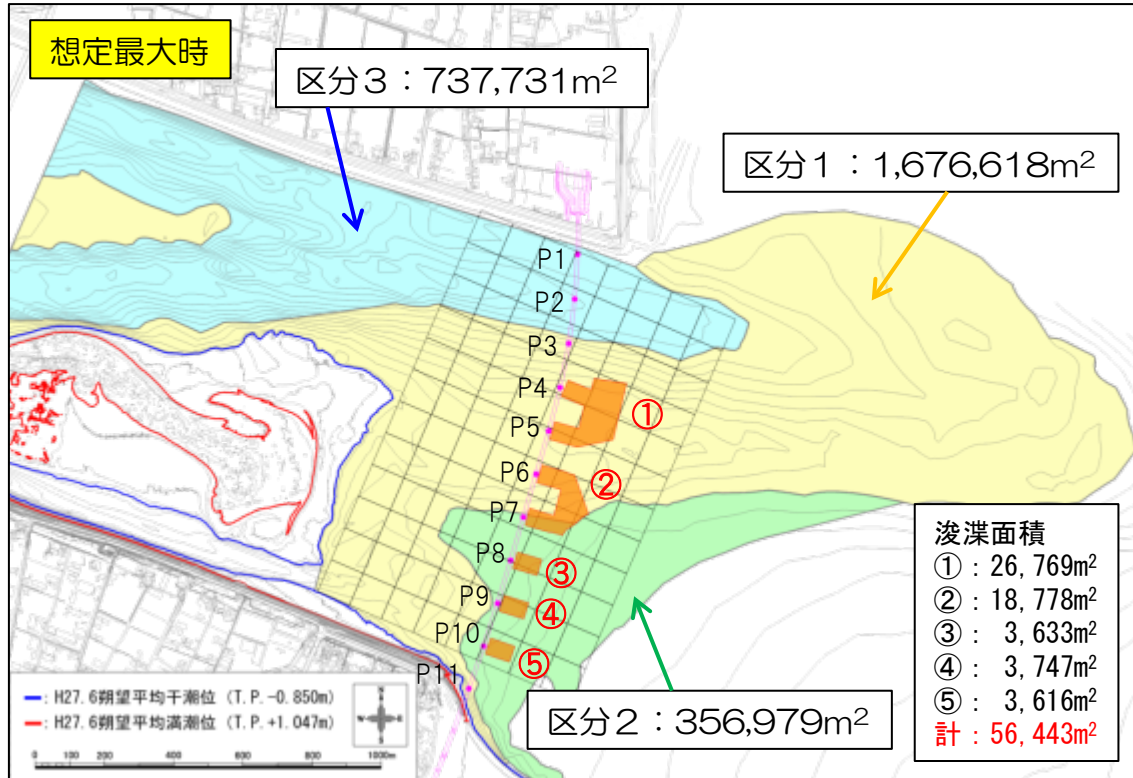 想定最大時
区分3：737,731m²
区分1：1,676,618m²
P1
P2
P3
P4
①
P5
P6
②
P7
P8
③
P9
④
P10
⑤
P11
区分2：356,979m²
浚渫面積
①：26,769m²
②：18,778m²
③：3,633m²
④：3,747m²
⑤：3,616m²
計：56,443m²
：H27.6朔望平均干潮位（T.P.-0.850m）
：H27.6朔望平均満潮位（T.P.+1.047m）
N
W E
S
0 100 200 400 600 800 1000m